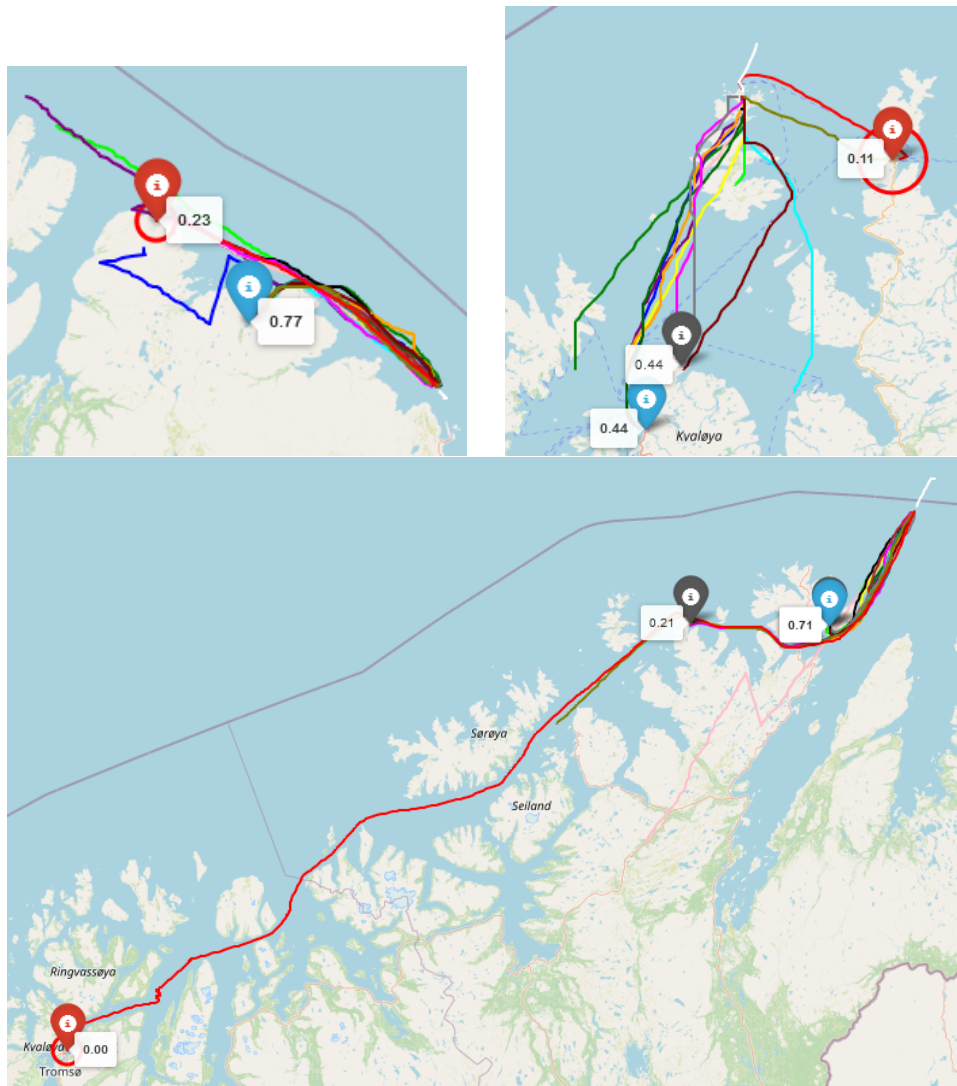 i
0.23
i
0.77
i
0.11
i
0.44
i
0.44
Kvaløya
i
0.21
i
0.71
Sørøya
Seiland
Ringvassøya
i
Kvaløya
0.00
Tromsø